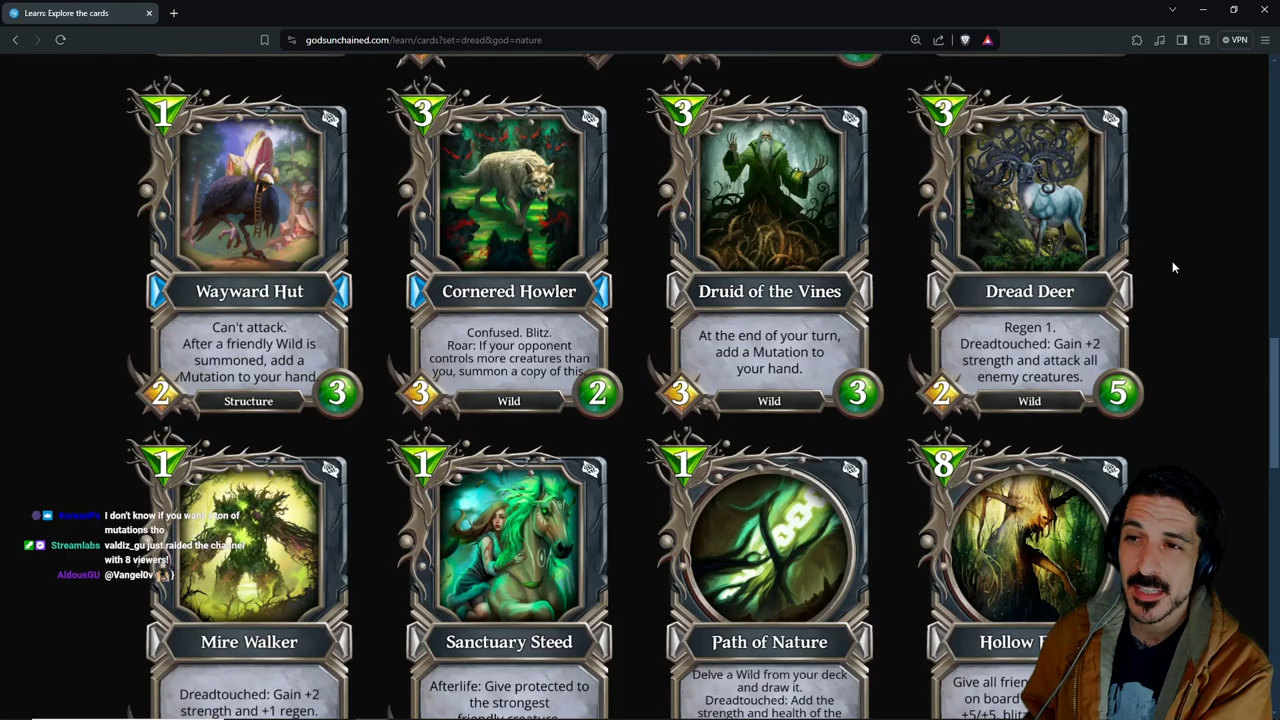 Learn: Explore the cards
godsunchained.com/learn/cards?set=dread&god=nature
VPN
1
3
3
3
Wayward Hut
Cornered Howler
Druid of the Vines
Dread Deer
Can't attack.
After a friendly Wild is
summoned, add a
Mutation to your hand.
Confused. Blitz.
Roar: If your opponent
controls more creatures than
you, summon a copy of this.
At the end of your turn,
add a Mutation to
your hand.
Regen 1.
Dreadtouched: Gain +2
strength and attack all
enemy creatures.
2
Structure
3
3
Wild
2
3
Wild
3
2
Wild
5
1
1
1
8
I don't know if you want a ton of
mutations tho
Streamlabs valdiz_gu just raided the channel
with 8 viewers!
AldousGU @Vangel0v }
Mire Walker
Sanctuary Steed
Path of Nature
Hollow
Dreadtouched: Gain +2
strength and +1 regen.
Afterlife: Give protected to
the strongest
friendly creature.
Delve a Wild from your deck
and draw it.
Dreadtouched: Add the
strength and health of the
Give all
on board
+5/+5, blitz